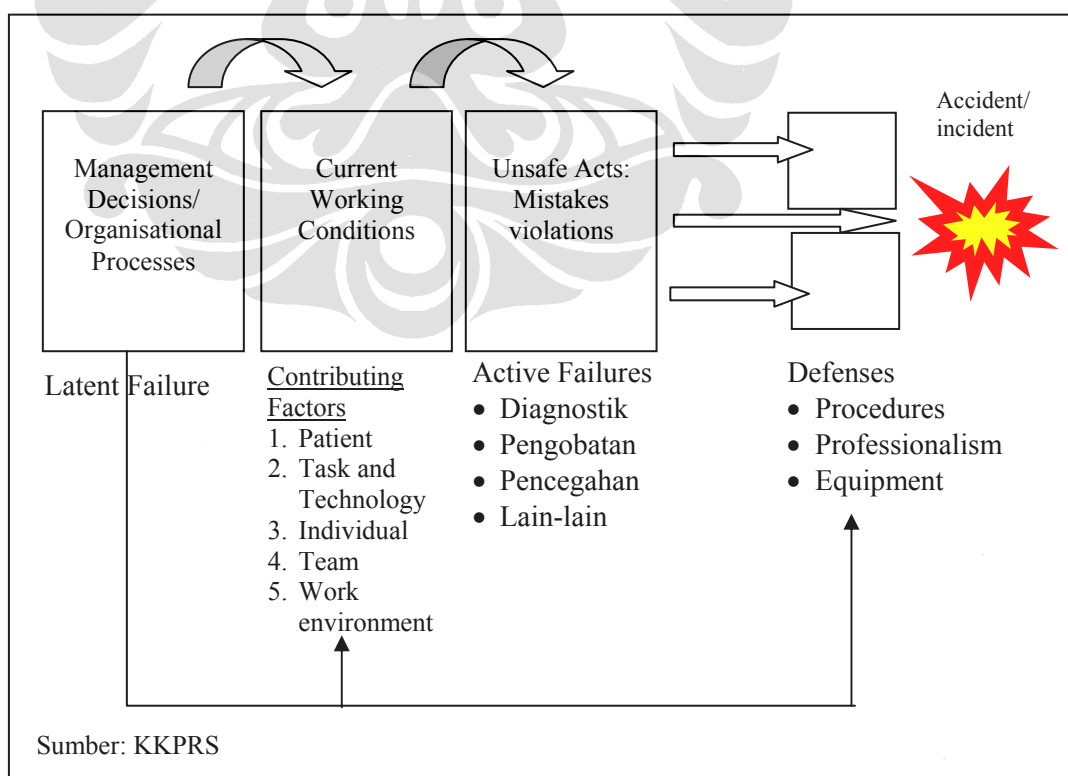 Management
Decisions/
Organisational
Processes
Current
Working
Conditions
Unsafe Acts:
Mistakes
violations
Accident/
incident
Latent Failure
Contributing
Factors
1. Patient
2. Task and
Technology
3. Individual
4. Team
5. Work
environment
Active Failures
• Diagnostik
• Pengobatan
• Pencegahan
• Lain-lain
Defenses
• Procedures
• Professionalism
• Equipment
Sumber: KKPRS